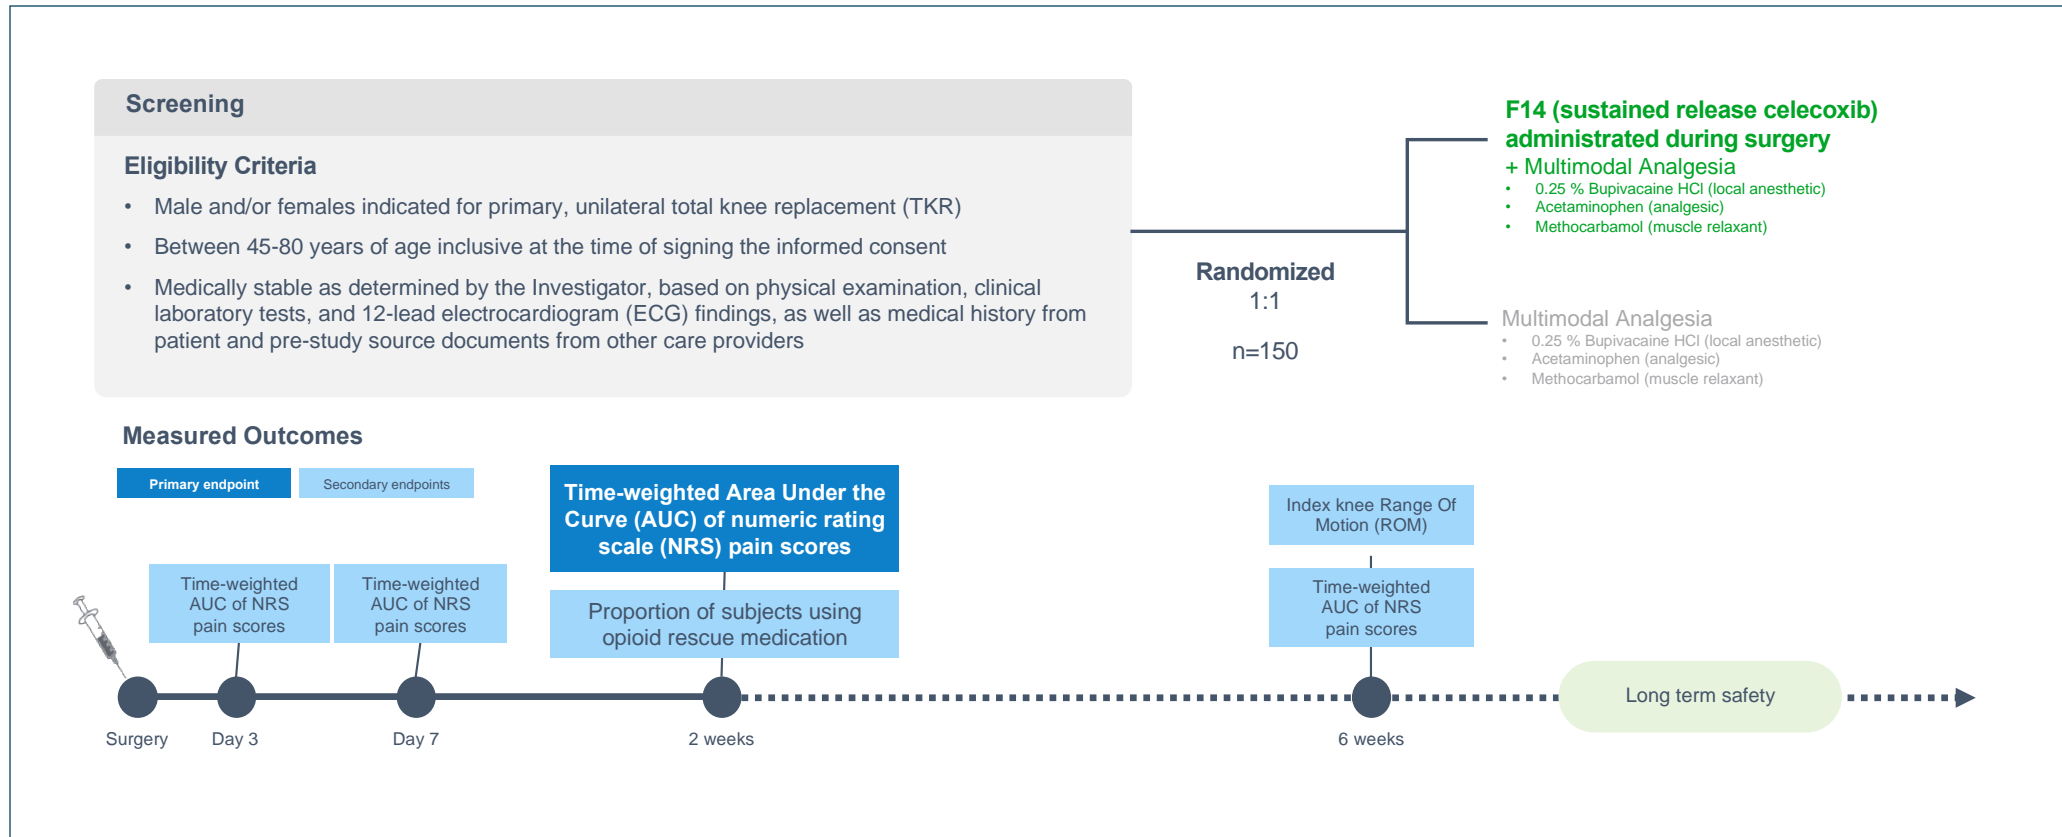 Screening
Eligibility Criteria
• Male and/or females indicated for primary, unilateral total knee replacement (TKR)
• Between 45-80 years of age inclusive at the time of signing the informed consent
• Medically stable as determined by the Investigator, based on physical examination, clinical
laboratory tests, and 12-lead electrocardiogram (ECG) findings, as well as medical history from
patient and pre-study source documents from other care providers
Randomized
1:1
n=150
F14 (sustained release celecoxib)
administrated during surgery
+ Multimodal Analgesia
• 0.25 % Bupivacaine HCl (local anesthetic)
• Acetaminophen (analgesic)
• Methocarbamol (muscle relaxant)
Multimodal Analgesia
• 0.25 % Bupivacaine HCl (local anesthetic)
• Acetaminophen (analgesic)
• Methocarbamol (muscle relaxant)
Measured Outcomes
Primary endpoint
Secondary endpoints
Time-weighted
AUC of NRS
pain scores
Time-weighted
AUC of NRS
pain scores
Time-weighted Area Under the
Curve (AUC) of numeric rating
scale (NRS) pain scores
Proportion of subjects using
opioid rescue medication
Index knee Range Of
Motion (ROM)
Time-weighted
AUC of NRS
pain scores
Long term safety
Surgery
Day 3
Day 7
2 weeks
6 weeks